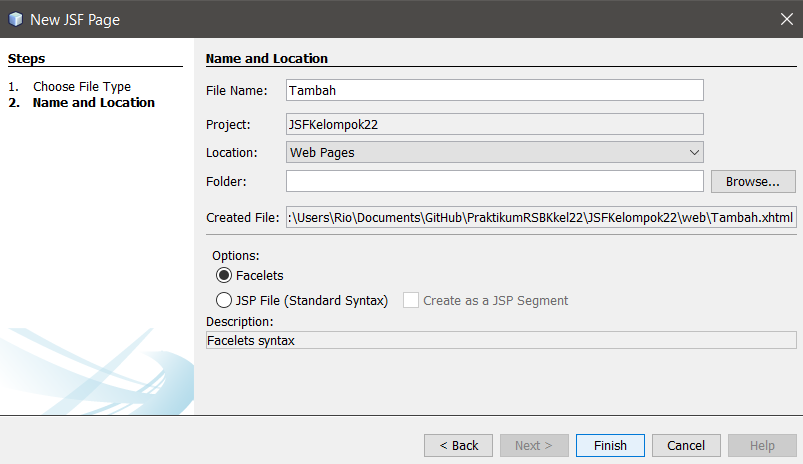 New JSF Page
Steps
1. Choose File Type
2. Name and Location
Name and Location
File Name: Tambah
Project: JSFKelompok22
Location: Web Pages
Folder: Browse...
Created File: :\Users\Rio\Documents\GitHub\PraktikumRSBKkel22\JSFKelompok22\web\Tambah.xhtml
Options:
Facelets
JSP File (Standard Syntax) Create as a JSP Segment
Description:
Facelets syntax
< Back Next > Finish Cancel Help